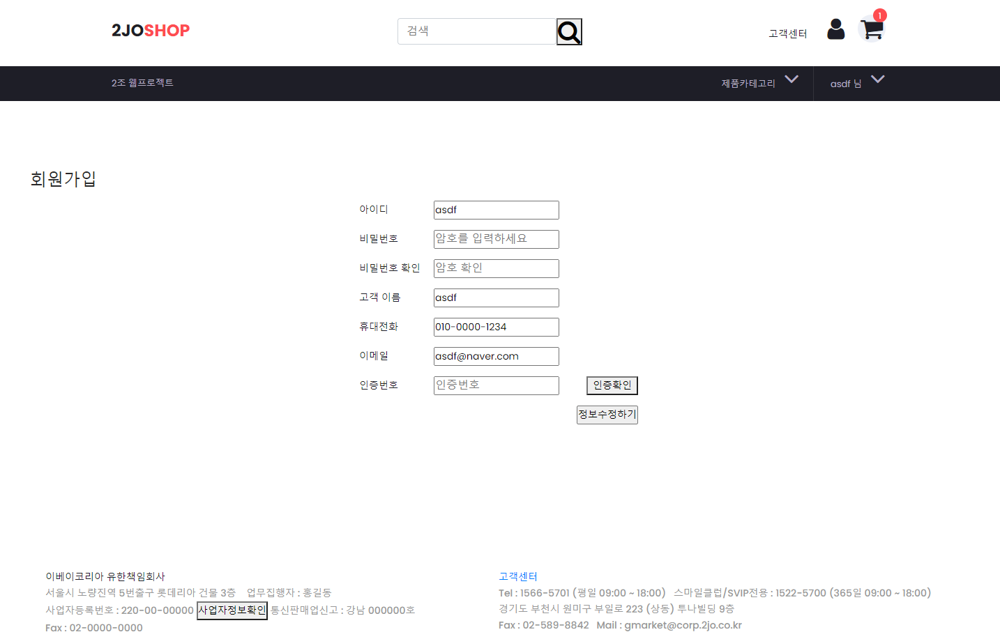 2JOSHOP
검색
고객센터
1
2조 웹프로젝트
제품카테고리
asdf 님
회원가입
아이디 asdf
비밀번호 암호를 입력하세요
비밀번호 확인 암호 확인
고객 이름 asdf
휴대전화 010-0000-1234
이메일 asdf@naver.com
인증번호 인증번호 인증확인
정보수정하기
이베이코리아 유한책임회사
서울시 노량진역 5번출구 롯데리아 건물 3층 업무집행자 : 홍길동
사업자등록번호 : 220-00-00000 사업자정보확인 통신판매업신고 : 강남 000000호
Fax : 02-0000-0000
고객센터
Tel : 1566-5701 (평일 09:00 ~ 18:00) 스마일클럽/SVIP전용 : 1522-5700 (365일 09:00 ~ 18:00)
경기도 부천시 원미구 부일로 223 (상동) 투나빌딩 9층
Fax : 02-589-8842 Mail : gmarket@corp.2jo.co.kr